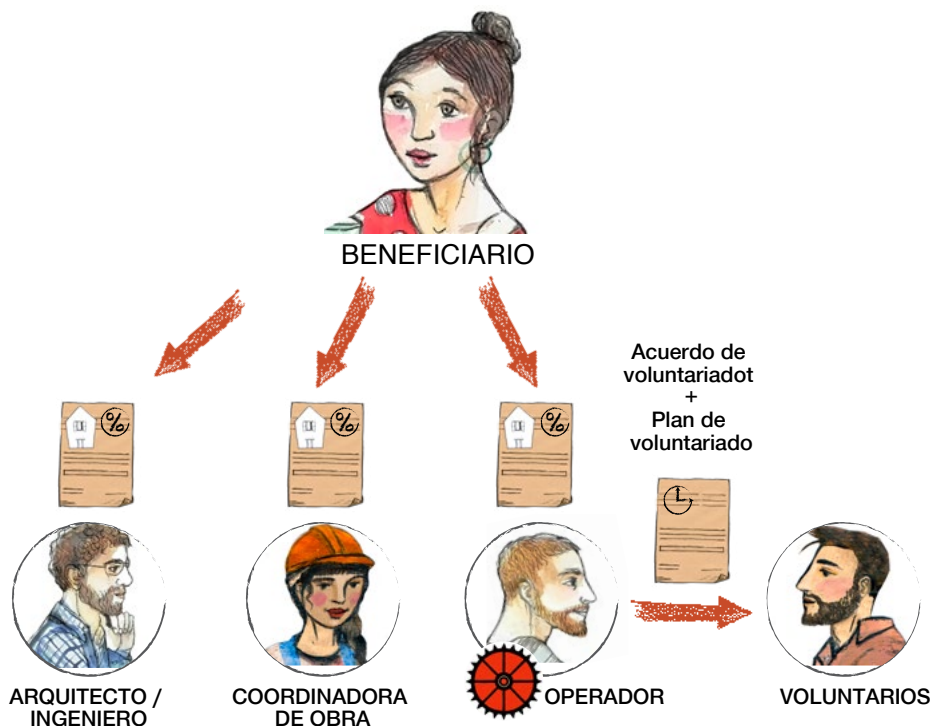 BENEFICIARIO
Acuerdo de
voluntariadot
+
Plan de
voluntariado
%
%
%
ARQUITECTO /
INGENIERO
COORDINADORA
DE OBRA
OPERADOR
VOLUNTARIOS